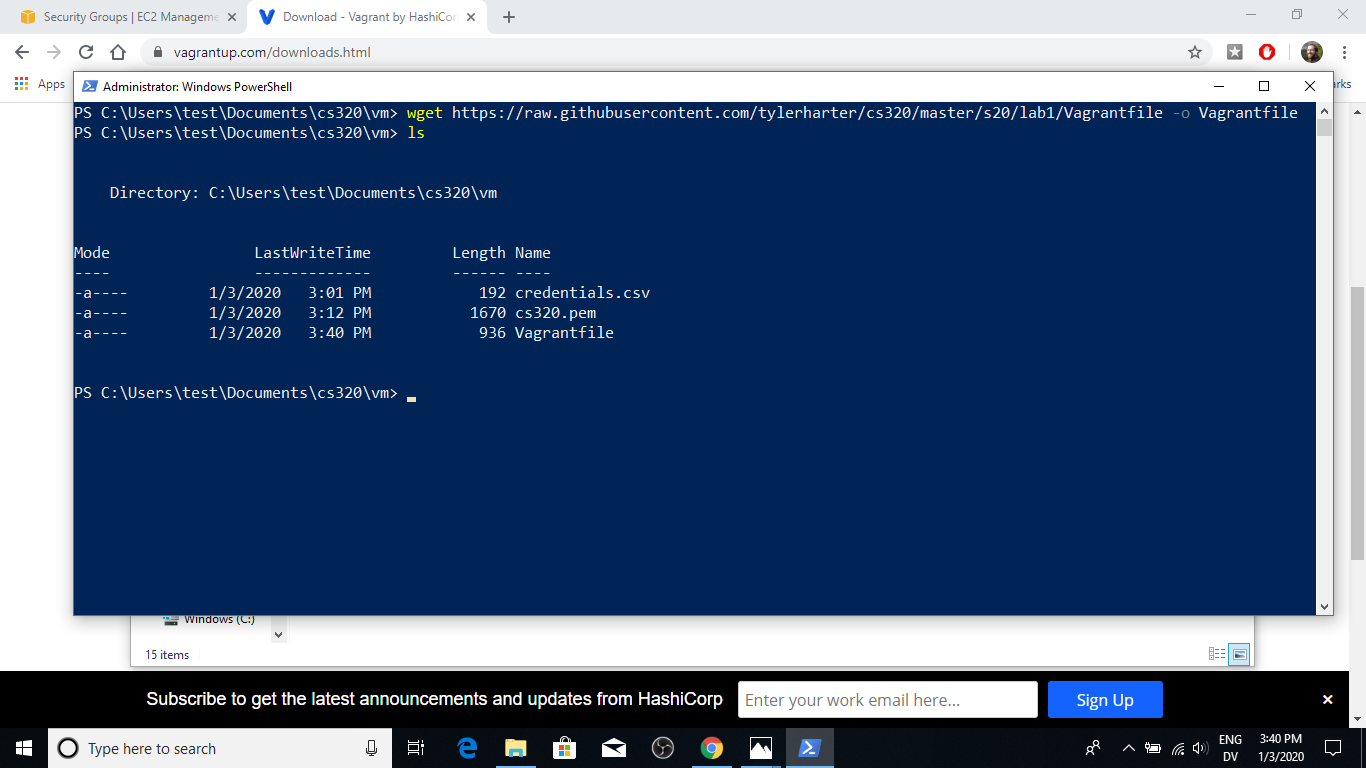 Security Groups | EC2 Manageme
Download - Vagrant by HashiCor
vagrantup.com/downloads.html
Apps
arks
Administrator: Windows PowerShell
PS C:\Users\test\Documents\cs320\vm> wget https://raw.githubusercontent.com/tylerharter/cs320/master/s20/lab1/Vagrantfile -o Vagrantfile
PS C:\Users\test\Documents\cs320\vm> ls
Directory: C:\Users\test\Documents\cs320\vm
Mode LastWriteTime Length Name
---- ------------- ------ ----
-a---- 1/3/2020 3:01 PM 192 credentials.csv
-a---- 1/3/2020 3:12 PM 1670 cs320.pem
-a---- 1/3/2020 3:40 PM 936 Vagrantfile
PS C:\Users\test\Documents\cs320\vm>
Windows (C:)
15 items
Subscribe to get the latest announcements and updates from HashiCorp
Enter your work email here...
Sign Up
Type here to search
ENG
DV
3:40 PM
1/3/2020